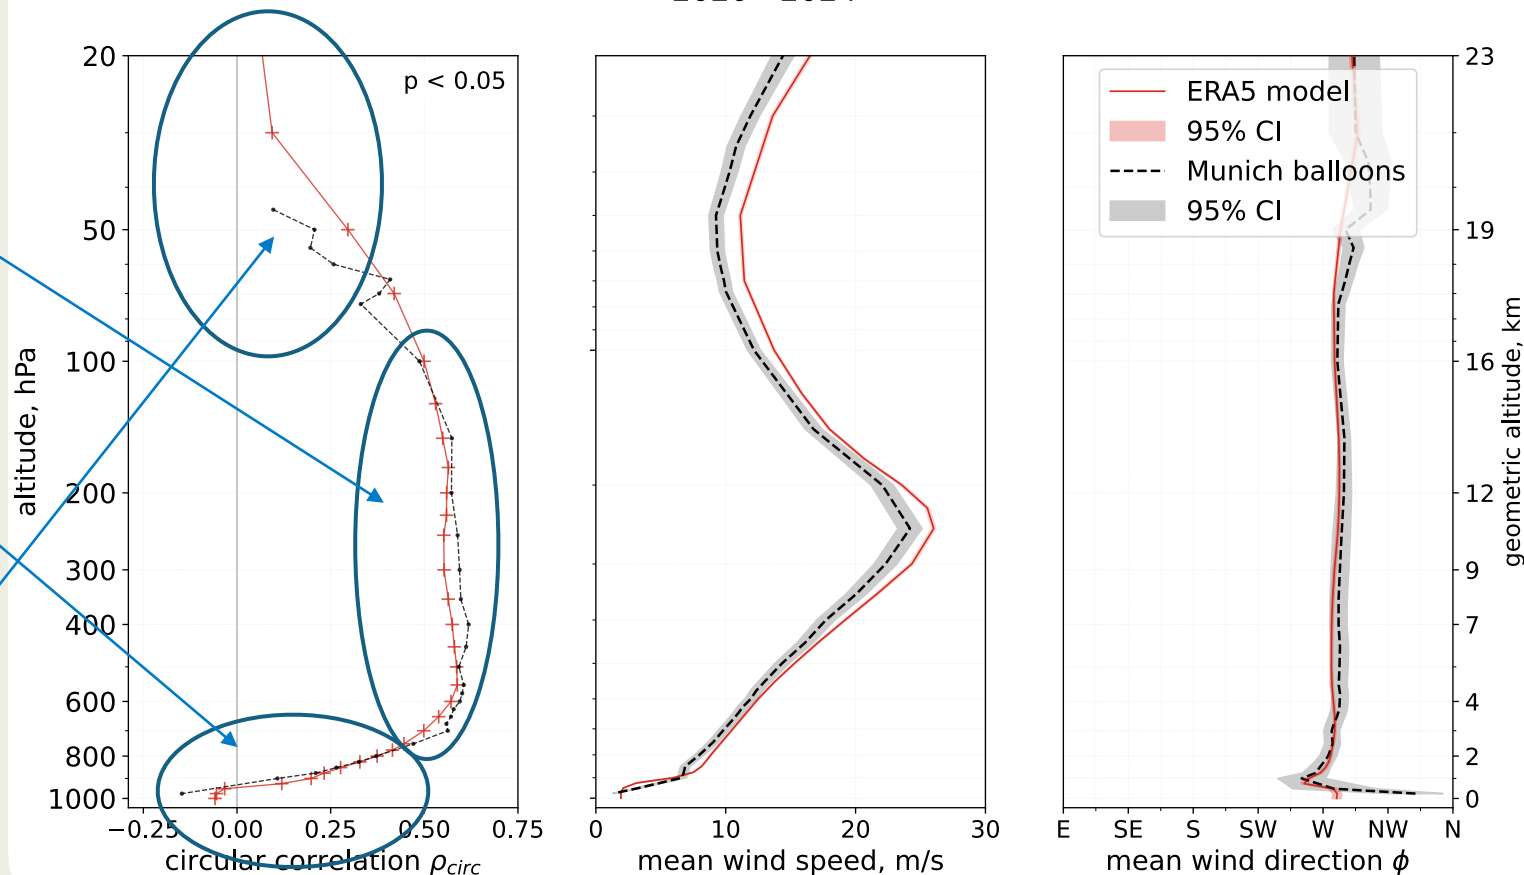 20
50
100
200
300
400
600
800
1000
altitude, hPa
p < 0.05
−0.25 0.00 0.25 0.50 0.75
circular correlation ρcirc
0 10 20 30
mean wind speed, m/s
ERA5 model
95% CI
Munich balloons
95% CI
23
19
16
12
9
7
4
2
0
geometric altitude, km
E SE S SW W NW N
mean wind direction ϕ